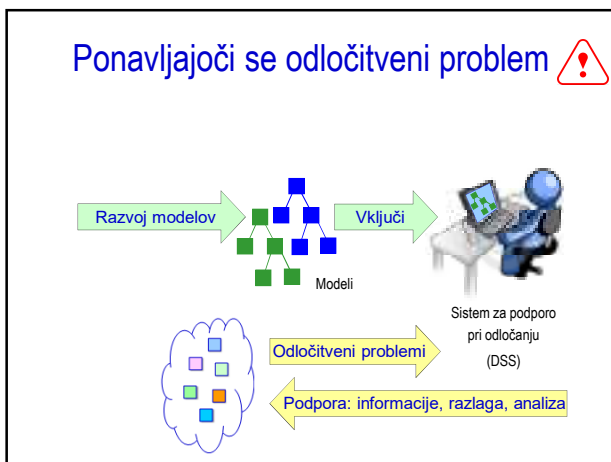 Ponavljajoči se odločitveni problem
Razvoj modelov
Vključi
Modeli
Sistem za podporo
pri odločanju
(DSS)
Odločitveni problemi
Podpora: informacije, razlaga, analiza